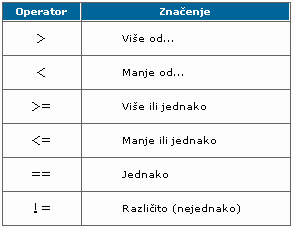 Operator Značenje
> Više od...
< Manje od...
>= Više ili jednako
<= Manje ili jednako
== Jednako
!= Različito (nejednako)